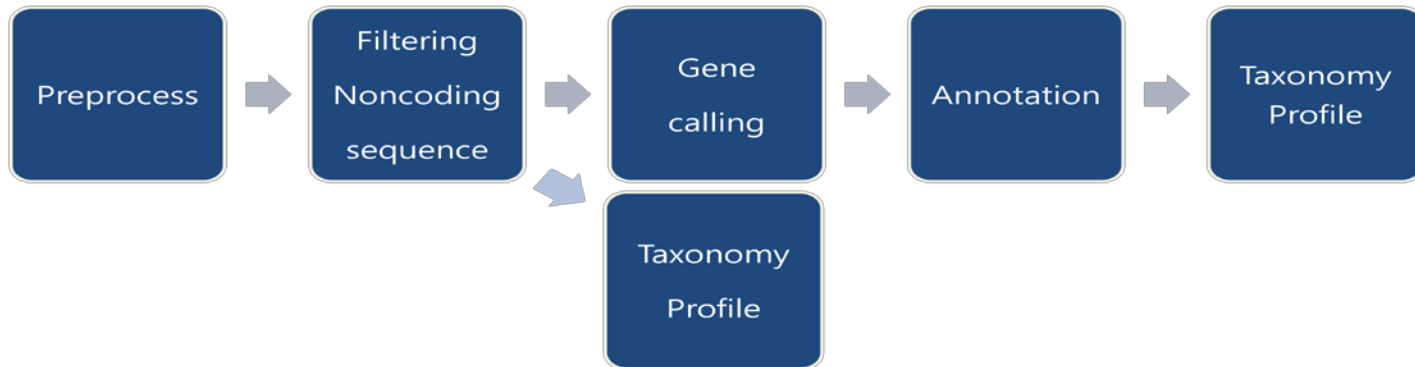 Preprocess
Filtering
Noncoding
sequence
Gene
calling
Annotation
Taxonomy
Profile
Taxonomy
Profile